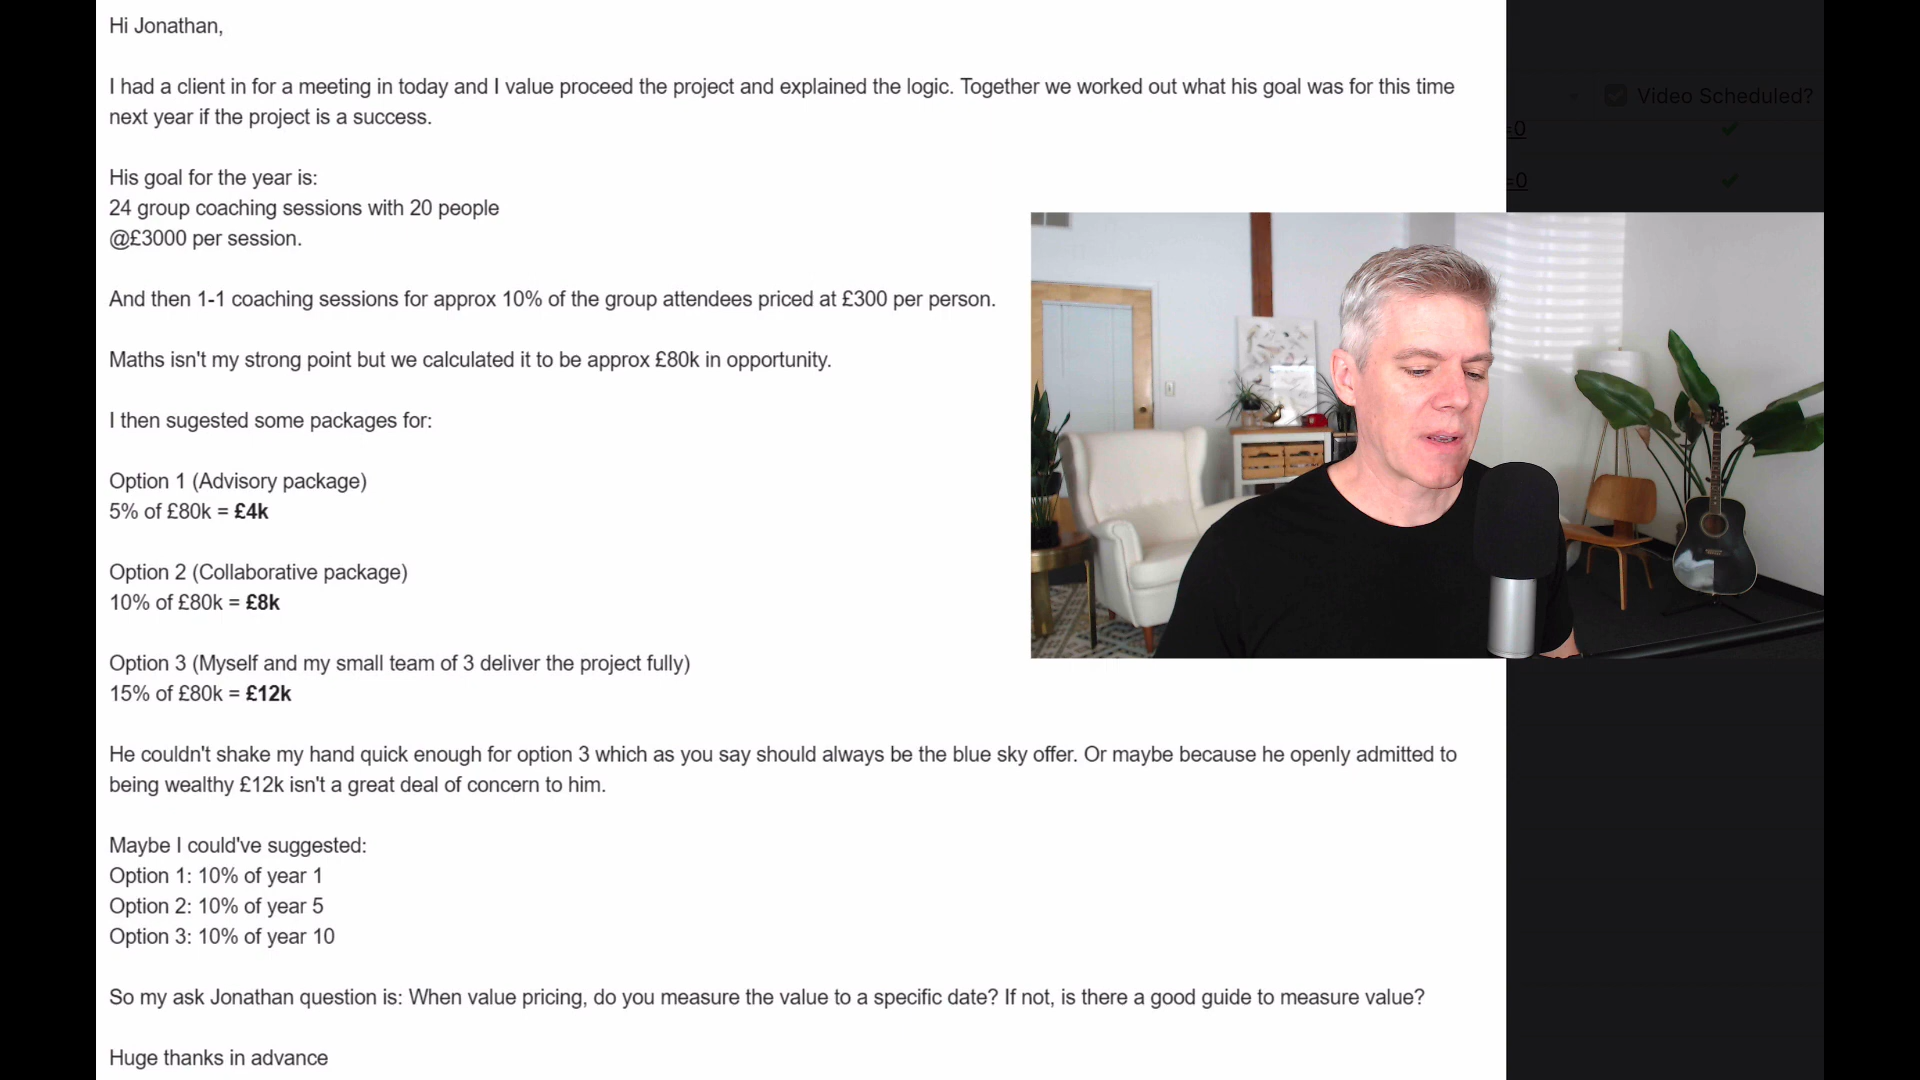 Hi Jonathan,
I had a client in for a meeting in today and I value proceed the project and explained the logic. Together we worked out what his goal was for this time
next year if the project is a success.
His goal for the year is:
24 group coaching sessions with 20 people
@£3000 per session.
And then 1-1 coaching sessions for approx 10% of the group attendees priced at £300 per person.
Maths isn't my strong point but we calculated it to be approx £80k in opportunity.
I then sugested some packages for:
Option 1 (Advisory package)
5% of £80k = £4k
Option 2 (Collaborative package)
10% of £80k = £8k
Option 3 (Myself and my small team of 3 deliver the project fully)
15% of £80k = £12k
He couldn't shake my hand quick enough for option 3 which as you say should always be the blue sky offer. Or maybe because he openly admitted to
being wealthy £12k isn't a great deal of concern to him.
Maybe I could've suggested:
Option 1: 10% of year 1
Option 2: 10% of year 5
Option 3: 10% of year 10
So my ask Jonathan question is: When value pricing, do you measure the value to a specific date? If not, is there a good guide to measure value?
Huge thanks in advance
Video Scheduled?
=0
=0